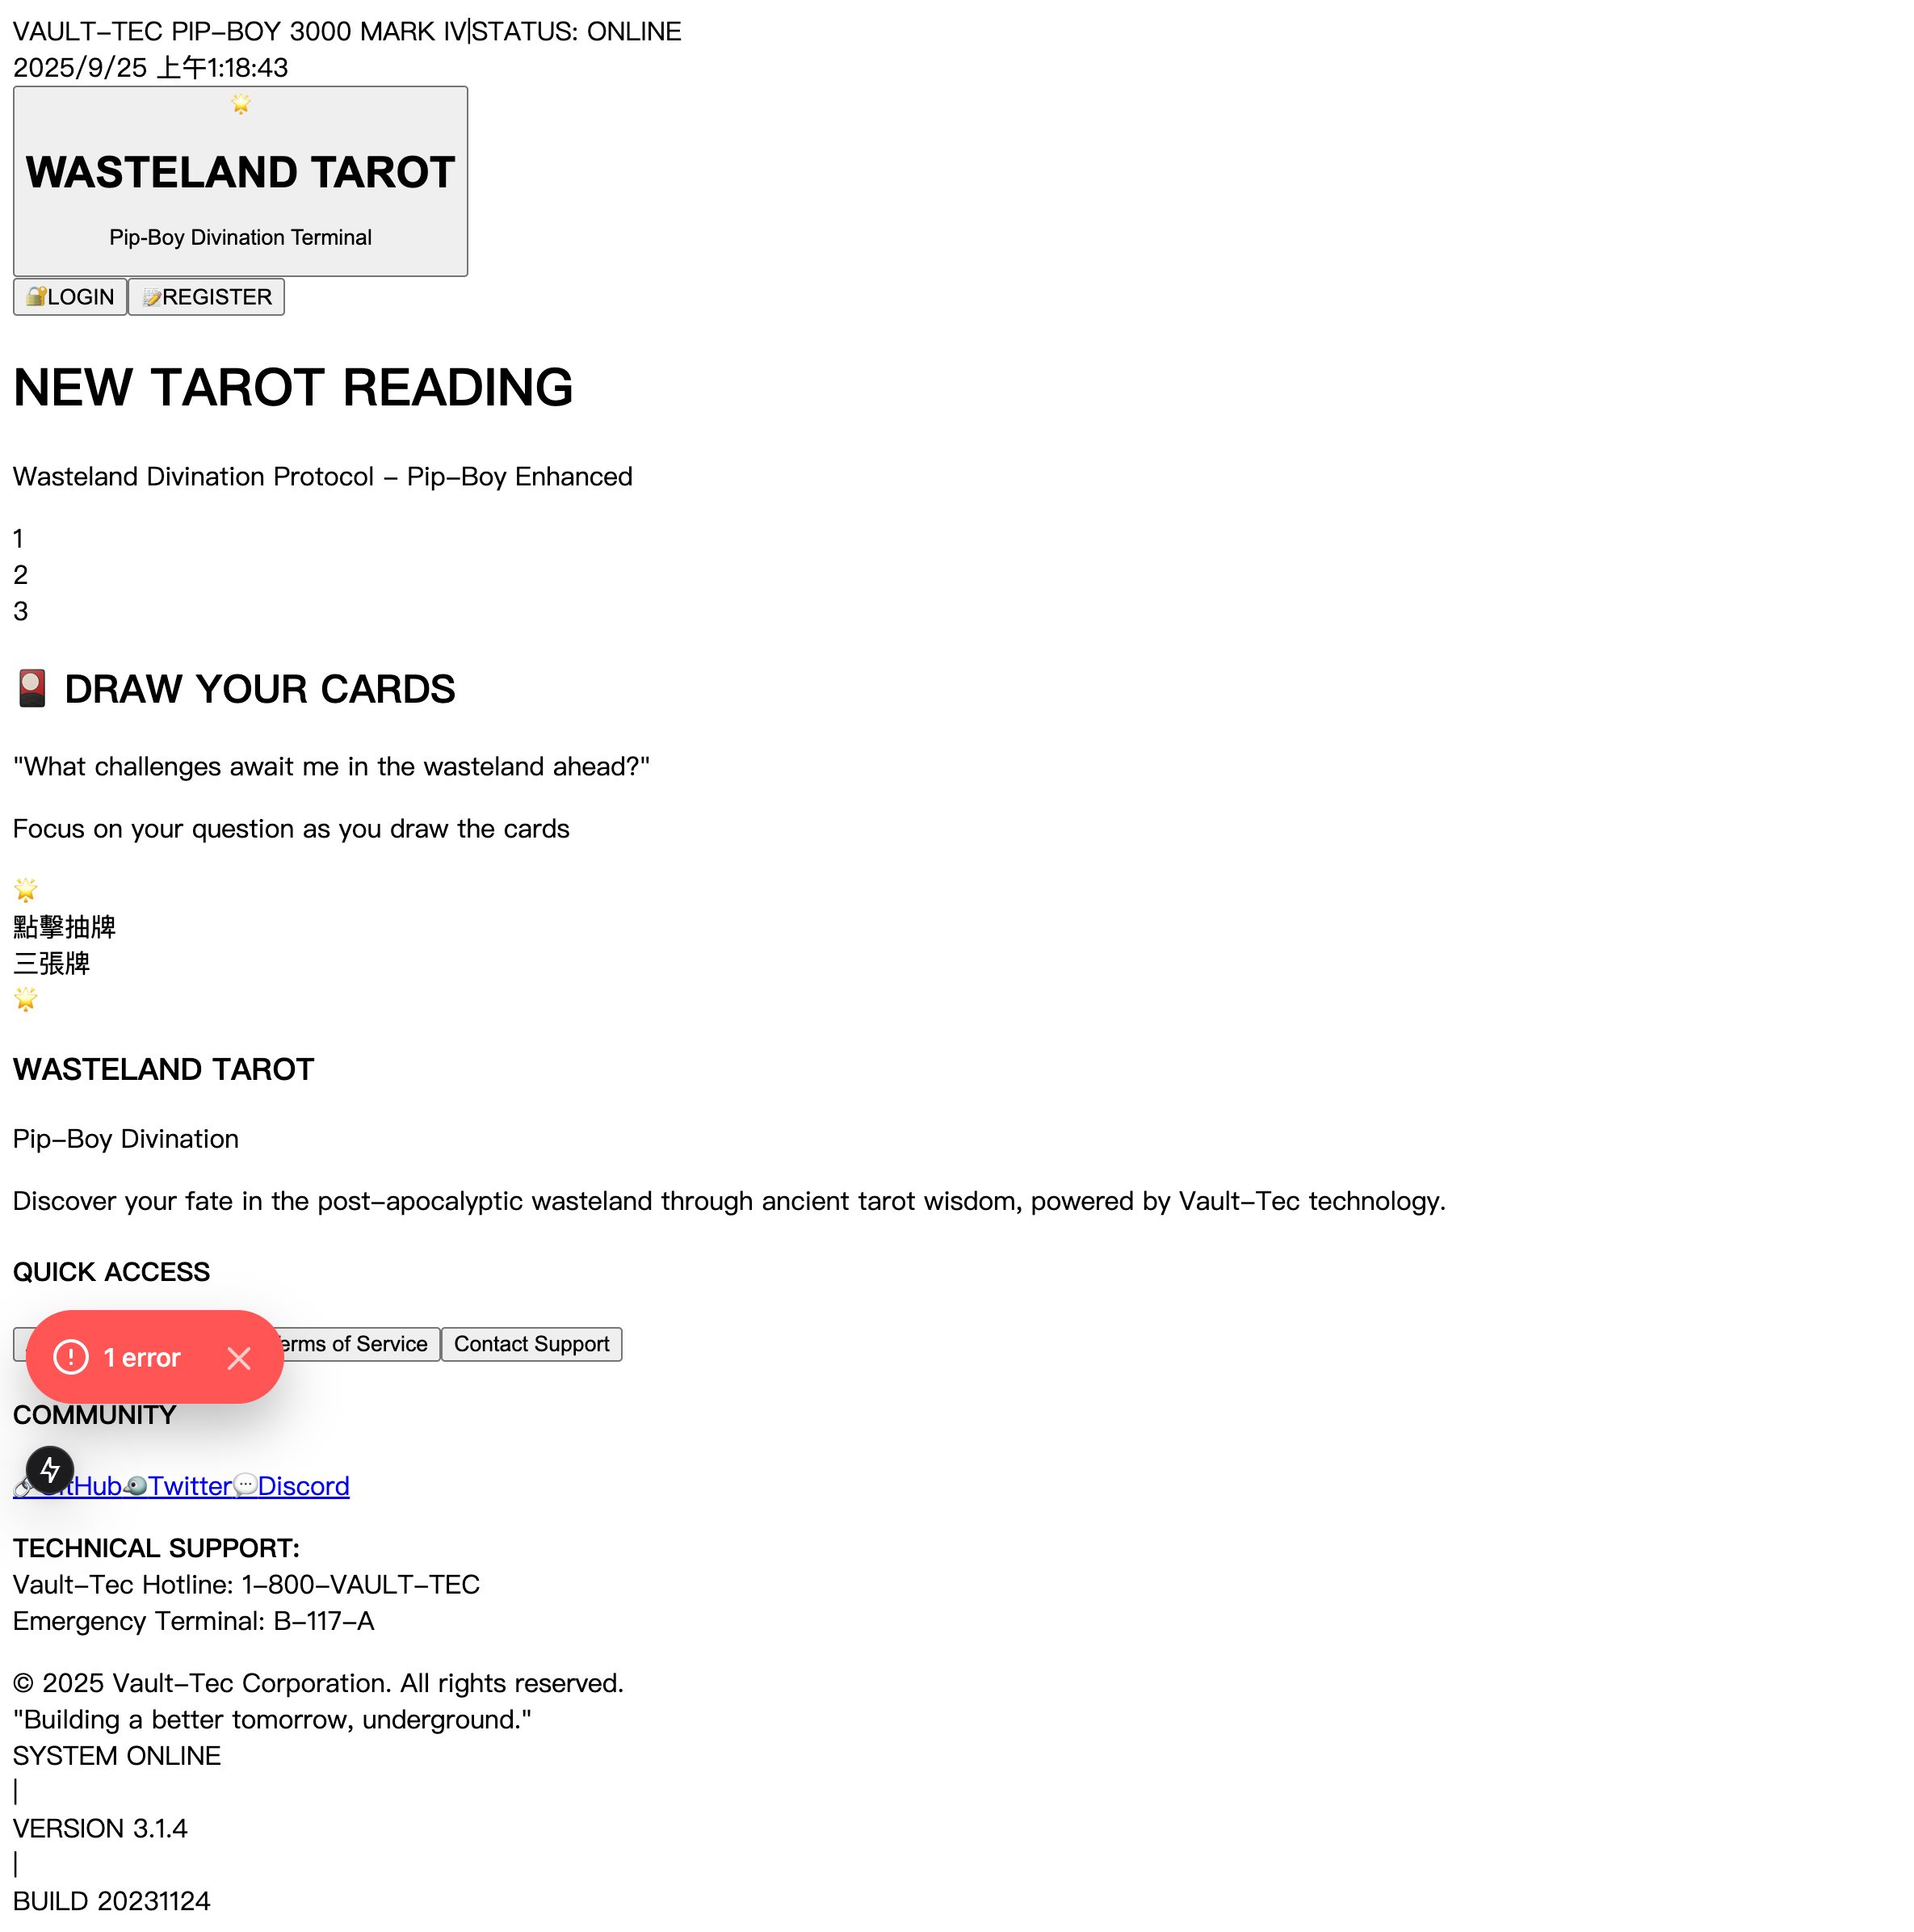 VAULT-TEC PIP-BOY 3000 MARK IV|STATUS: ONLINE
2025/9/25 上午1:18:43
🌟
WASTELAND TAROT
Pip-Boy Divination Terminal
🔐LOGIN 📝REGISTER
NEW TAROT READING
Wasteland Divination Protocol - Pip-Boy Enhanced
1
2
3
🎴 DRAW YOUR CARDS
"What challenges await me in the wasteland ahead?"
Focus on your question as you draw the cards
🌟
點擊抽牌
三張牌
🌟
WASTELAND TAROT
Pip-Boy Divination
Discover your fate in the post-apocalyptic wasteland through ancient tarot wisdom, powered by Vault-Tec technology.
QUICK ACCESS
1 error
of Service Contact Support
COMMUNITY
🐦Twitter💬Discord
TECHNICAL SUPPORT:
Vault-Tec Hotline: 1-800-VAULT-TEC
Emergency Terminal: B-117-A
© 2025 Vault-Tec Corporation. All rights reserved.
"Building a better tomorrow, underground."
SYSTEM ONLINE
|
VERSION 3.1.4
|
BUILD 20231124